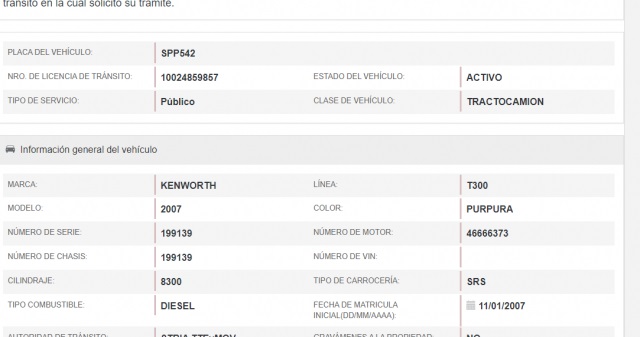 tránsito en la cual solicitó su trámite.
PLACA DEL VEHÍCULO: SPP542
NRO. DE LICENCIA DE TRÁNSITO: 10024859857 ESTADO DEL VEHÍCULO: ACTIVO
TIPO DE SERVICIO: Público CLASE DE VEHÍCULO: TRACTOCAMION
Información general del vehículo
MARCA: KENWORTH LÍNEA: T300
MODELO: 2007 COLOR: PURPURA
NÚMERO DE SERIE: 199139 NÚMERO DE MOTOR: 46666373
NÚMERO DE CHASIS: 199139 NÚMERO DE VIN:
CILINDRAJE: 8300 TIPO DE CARROCERÍA: SRS
TIPO COMBUSTIBLE: DIESEL FECHA DE MATRICULA INICIAL(DD/MM/AAAA): 11/01/2007
AUTORIDAD DE TRÁNSITO: GRAVÁMENES A LA PROPIEDAD: NO